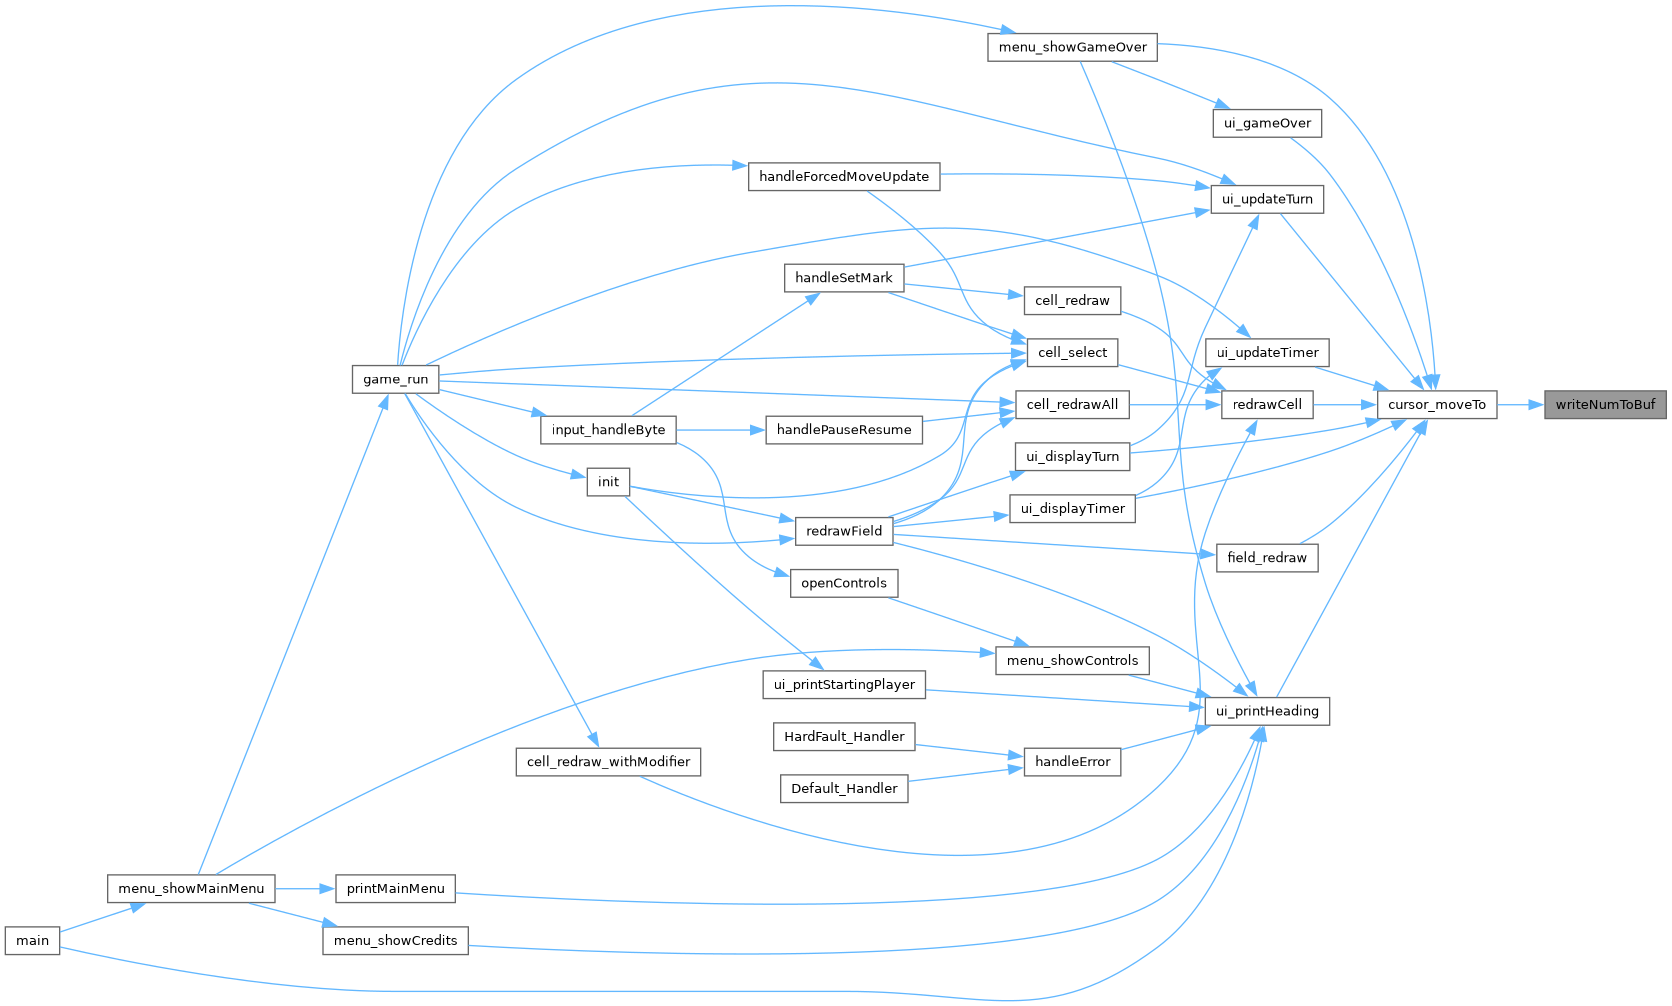 menu_showGameOver
ui_gameOver
handleForcedMoveUpdate
ui_updateTurn
handleSetMark
cell_redraw
cell_select
ui_updateTimer
game_run
cell_redrawAll
redrawCell
cursor_moveTo
writeNumToBuf
input_handleByte
handlePauseResume
ui_displayTurn
init
ui_displayTimer
redrawField
field_redraw
openControls
menu_showControls
ui_printStartingPlayer
ui_printHeading
HardFault_Handler
cell_redraw_withModifier
handleError
Default_Handler
menu_showMainMenu
printMainMenu
main
menu_showCredits